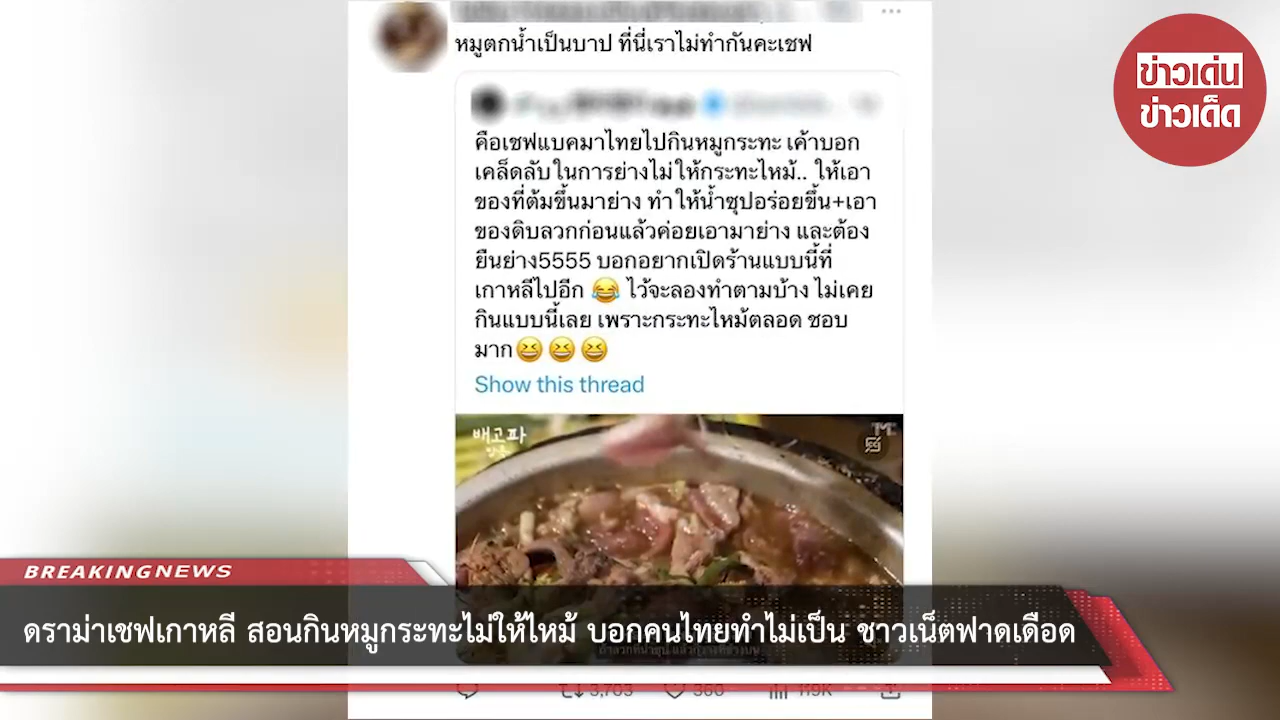 หมูตกน้ำเป็นบาป ที่นี่เราไม่ทำกันคะเชฟ
ข่าวเด่น
ข่าวเด็ด
คือเชฟแบคมาไทยไปกินหมูกระทะ เค้าบอก
เคล็ดลับในการย่างไม่ให้กระทะไหม้.. ให้เอา
ของที่ต้มขึ้นมาย่าง ทำให้น้ำซุปอร่อยขึ้น+เอา
ของดิบลวกก่อนแล้วค่อยเอามาย่าง และต้อง
ยืนย่าง5555 บอกอยากเปิดร้านแบบนี้ที่
เกาหลีไปอีก 😂 ไว้จะลองทำตามบ้าง ไม่เคย
กินแบบนี้เลย เพราะกระทะไหม้ตลอด ชอบ
มาก😆😆😆
Show this thread
배고파
BREAKINGNEWS
ดราม่าเชฟเกาหลี สอนกินหมูกระทะไม่ให้ไหม้ บอกคนไทยทำไม่เป็น ชาวเน็ตฟาดเดือด
3,703 360 119K